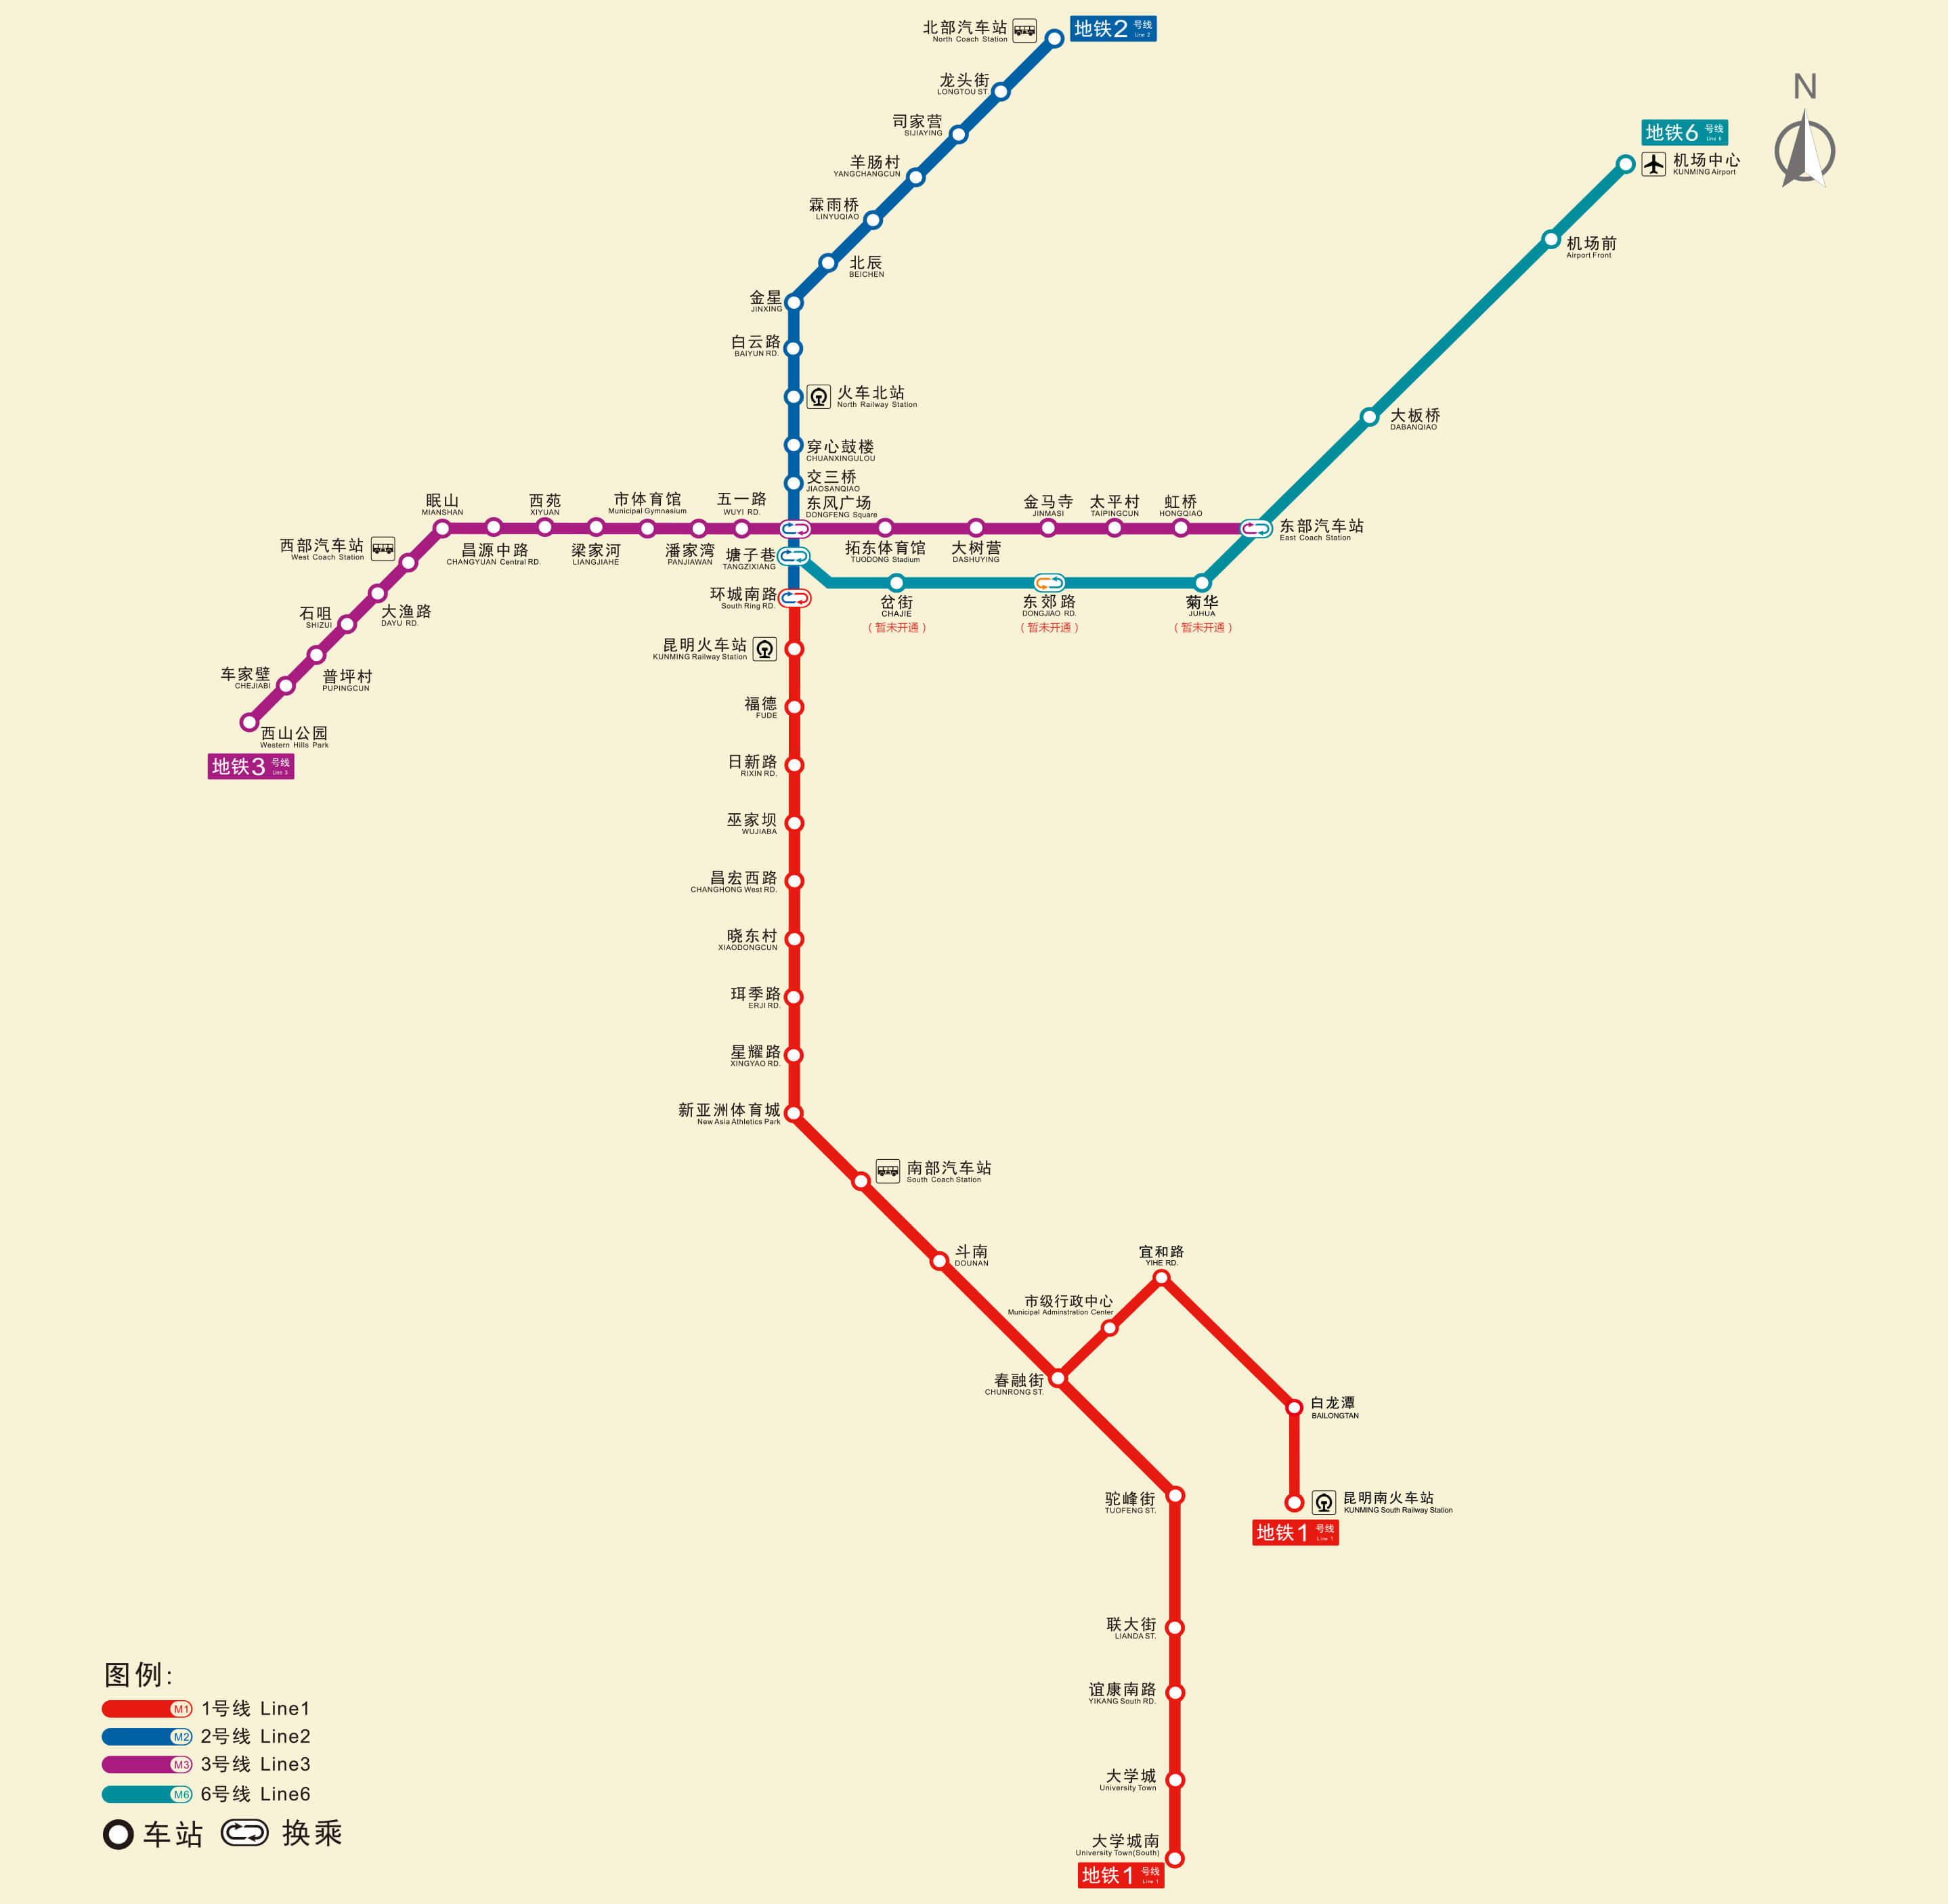 北部汽车站
North Coach Station
地铁2 号线
Line 2
龙头街
LONGTOU ST.
N
司家营
SIJIAYING
地铁6 号线
Line 6
机场中心
KUNMING Airport
羊肠村
YANGCHANGCUN
霖雨桥
LINYUQIAO
机场前
Airport Front
北辰
BEICHEN
金星
JINXING
白云路
BAIYUN RD.
火车北站
North Railway Station
大板桥
DABANQIAO
穿心鼓楼
CHUANXINGULOU
交三桥
JIAOSANQIAO
眠山
MIANSHAN
西苑
XIYUAN
市体育馆
Municipal Gymnasium
五一路
WUYI RD.
东风广场
DONGFENG Square
金马寺
JINMASI
太平村
TAIPINGCUN
虹桥
HONGQIAO
东部汽车站
East Coach Station
西部汽车站
West Coach Station
昌源中路
CHANGYUAN Central RD.
梁家河
LIANGJIAHE
潘家湾
PANJIAWAN
塘子巷
TANGZIXIANG
拓东体育馆
TUODONG Stadium
大树营
DASHUYING
环城南路
South Ring RD.
岔街
CHAJIE
(暂未开通)
东郊路
DONGJIAO RD.
(暂未开通)
菊华
JUHUA
(暂未开通)
石咀
SHIZUI
大渔路
DAYU RD.
昆明火车站
KUNMING Railway Station
车家壁
CHEJIABI
普坪村
PUPINGCUN
福德
FUDE
西山公园
Western Hills Park
地铁3 号线
Line 3
日新路
RIXIN RD.
巫家坝
WUJIABA
昌宏西路
CHANGHONG West RD.
晓东村
XIAODONGCUN
珥季路
ERJI RD.
星耀路
XINGYAO RD.
新亚洲体育城
New Asia Athletics Park
南部汽车站
South Coach Station
斗南
DOUNAN
宜和路
YIHE RD.
市级行政中心
Municipal Adminstration Center
春融街
CHUNRONG ST.
白龙潭
BAILONGTAN
驼峰街
TUOFENG ST.
昆明南火车站
KUNMING South Railway Station
地铁1 号线
Line 1
联大街
LIANDA ST.
谊康南路
YIKANG South RD.
大学城
University Town
大学城南
University Town(South)
地铁1 号线
Line 1
图例:
M1 1号线 Line1
M2 2号线 Line2
M3 3号线 Line3
M6 6号线 Line6
车站 换乘